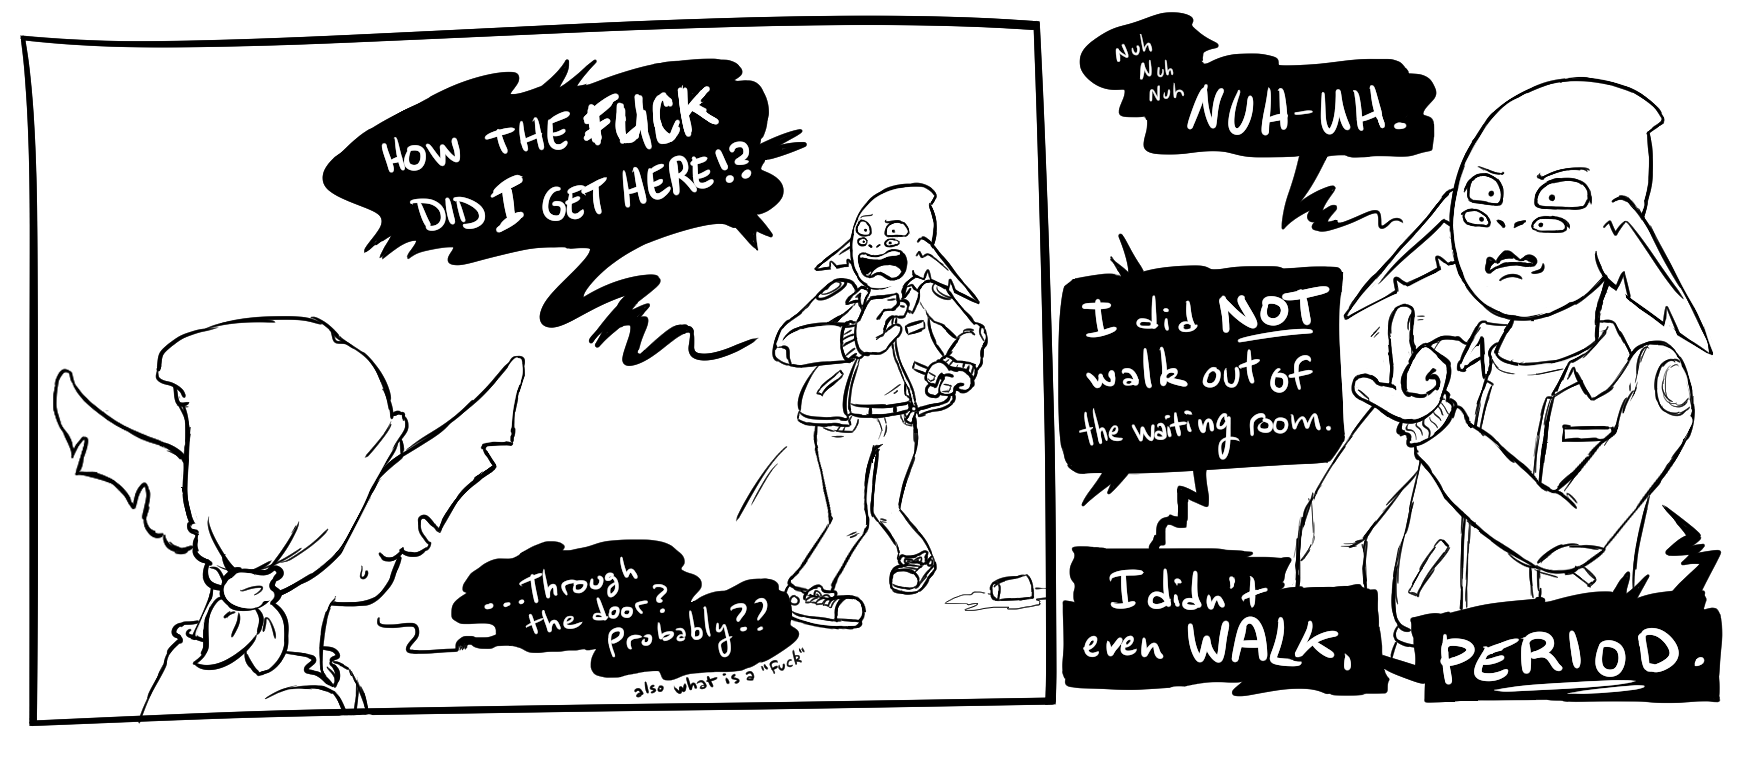 HOW THE FUCK
DID I GET HERE!?
...Through
the door?
Probably??
also what is a "fuck"
Nuh
Nuh
Nuh
NUH-UH.
I did NOT
walk out of
the waiting room.
I didn't
even WALK.
PERIOD.